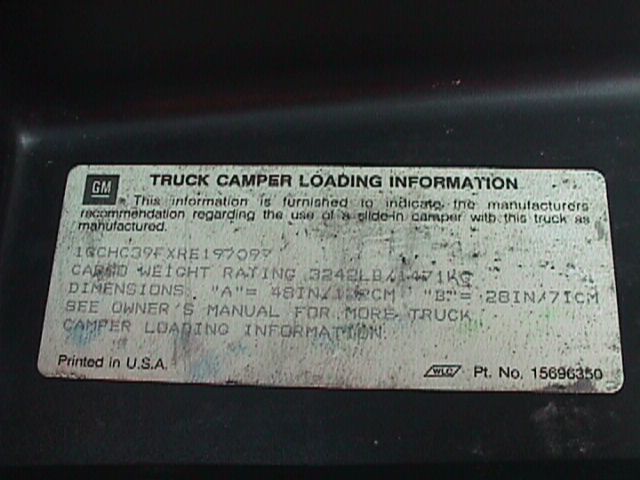 GM TRUCK CAMPER LOADING INFORMATION
This information is furnished to indicate the manufacturers
recommendation regarding the use of a slide-in camper with this truck as
manufactured.
1GCHC39FXRE197097
CARGO WEIGHT RATING 3242LB/1471KG
DIMENSIONS "A"= 48IN/122CM "B"= 28IN/71CM
SEE OWNER'S MANUAL FOR MORE TRUCK
CAMPER LOADING INFORMATION
Printed in U.S.A. WLC Pt. No. 15696350